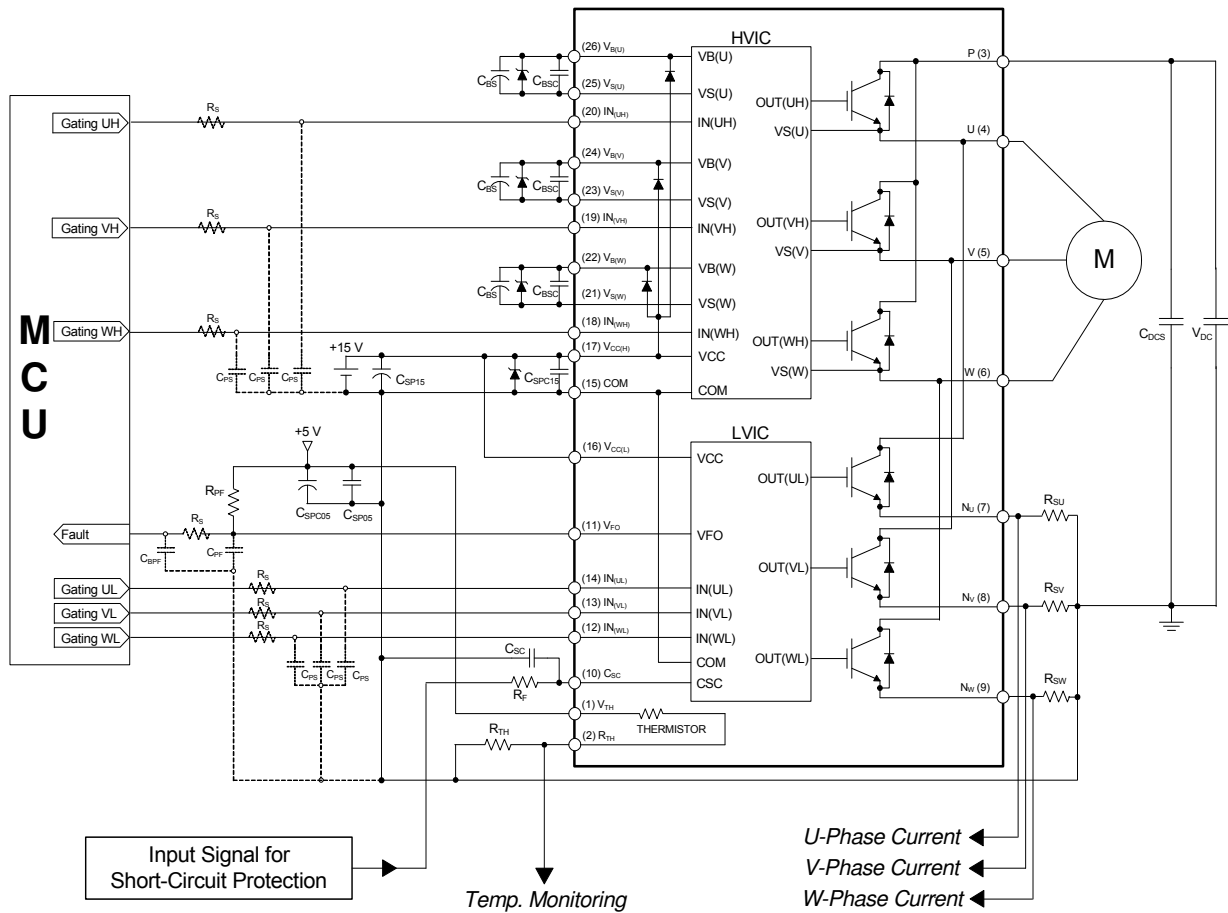 HVIC
(26) VB(U)
VB(U)
P (3)
CBS
CBSC
(25) VS(U)
VS(U)
OUT(UH)
Gating UH
RS
(20) IN(UH)
IN(UH)
VS(U)
U (4)
(24) VB(V)
VB(V)
CBS
CBSC
(23) VS(V)
VS(V)
OUT(VH)
Gating VH
RS
(19) IN(VH)
IN(VH)
VS(V)
V (5)
M
(22) VB(W)
VB(W)
CBS
CBSC
(21) VS(W)
VS(W)
MCU
Gating WH
RS
(18) IN(WH)
IN(WH)
OUT(WH)
CDCS
VDC
+15 V
(17) VCC(H)
VCC
VS(W)
W (6)
CPS
CPS
CPS
CSP15
CSPC15
(15) COM
COM
+5 V
LVIC
(16) VCC(L)
VCC
OUT(UL)
RPF
CSPC05
CSP05
NU (7)
RSU
Fault
RS
(11) VFO
VFO
CBPF
CPF
OUT(VL)
Gating UL
RS
(14) IN(UL)
IN(UL)
Gating VL
RS
(13) IN(VL)
IN(VL)
NV (8)
RSV
Gating WL
RS
(12) IN(WL)
IN(WL)
CPS
CPS
CPS
CSC
COM
OUT(WL)
RF
(10) CSC
CSC
NW (9)
RSW
(1) VTH
THERMISTOR
RTH
(2) RTH
Input Signal for
Short-Circuit Protection
Temp. Monitoring
U-Phase Current
V-Phase Current
W-Phase Current